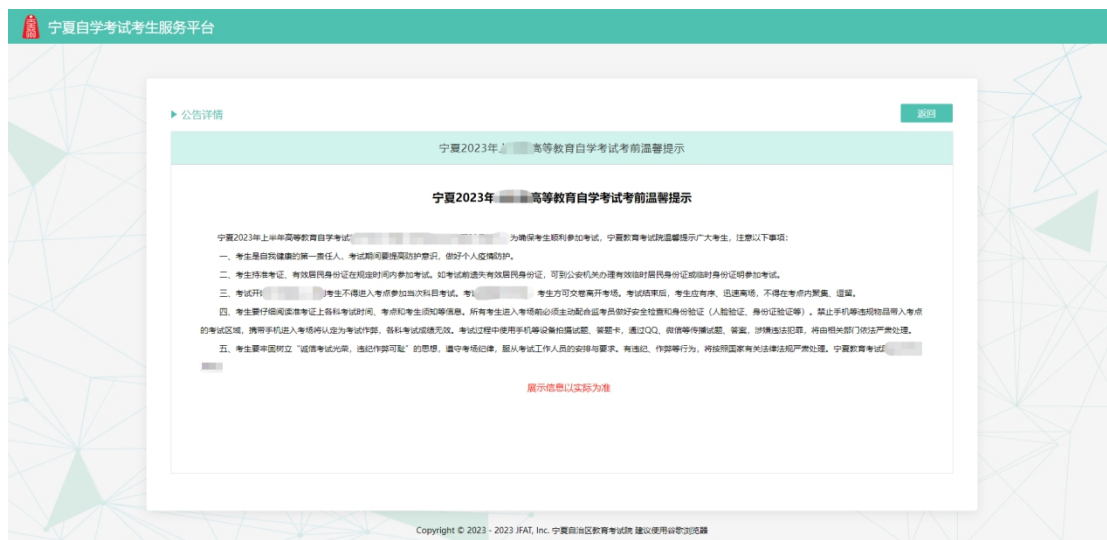 宁夏自学考试考生服务平台
公告详情
返回
宁夏2023年上 高等教育自学考试考前温馨提示
宁夏2023年 高等教育自学考试考前温馨提示
宁夏2023年上半年高等教育自学考试 为确保考生顺利参加考试，宁夏教育考试院温馨提示广大考生，注意以下事项：
一、考生是自我健康的第一责任人，考试期间要提高防护意识，做好个人疫情防护。
二、考生持准考证、有效居民身份证在规定时间内参加考试。如考试前遗失有效居民身份证，可到公安机关办理有效临时居民身份证或临时身份证明参加考试。
三、考试开 考生不得进入考点参加当次科目考试。考 考生方可交卷离开考场。考试结束后，考生应有序、迅速离场，不得在考点内聚集、逗留。
四、考生要仔细阅读准考证上各科考试时间、考点和考生须知等信息。所有考生进入考场前必须主动配合监考员做好安全检查和身份验证（人脸验证、身份证验证等）。禁止手机等违规物品带入考点
的考试区域，携带手机进入考场将认定为考试作弊，各科考试成绩无效。考试过程中使用手机等设备拍摄试题、答题卡，通过QQ、微信等传播试题、答案，涉嫌违法犯罪，将由相关部门依法严肃处理。
五、考生要牢固树立“诚信考试光荣，违纪作弊可耻”的思想，遵守考场纪律，服从考试工作人员的安排与要求。有违纪、作弊等行为，将按照国家有关法律法规严肃处理。宁夏教育考试
展示信息以实际为准
Copyright © 2023 - 2023 JFAT, Inc. 宁夏自治区教育考试院 建议使用谷歌浏览器